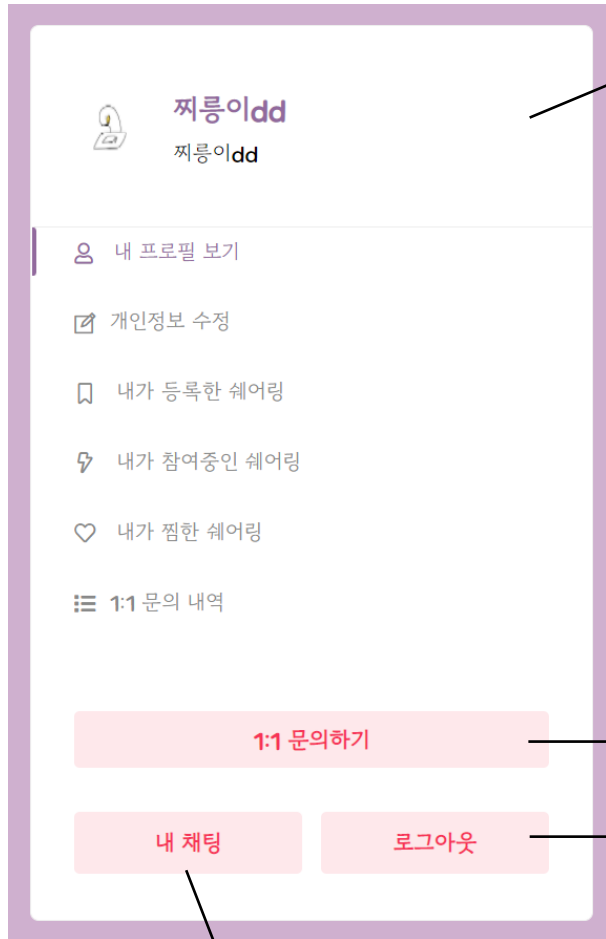 찌릉이dd
찌릉이dd
내 프로필 보기
개인정보 수정
내가 등록한 쉐어링
내가 참여중인 쉐어링
내가 찜한 쉐어링
1:1 문의 내역
1:1 문의하기
내 채팅
로그아웃